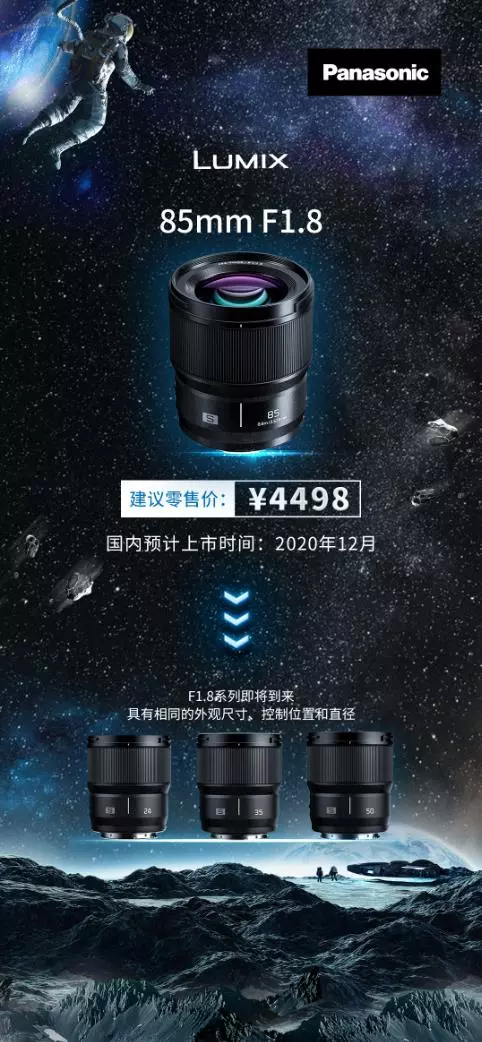 Panasonic
LUMIX
85mm F1.8
S
85
建议零售价：
¥4498
国内预计上市时间：2020年12月
F1.8系列即将到来
具有相同的外观尺寸、控制位置和直径
S 24
S 35
S 50